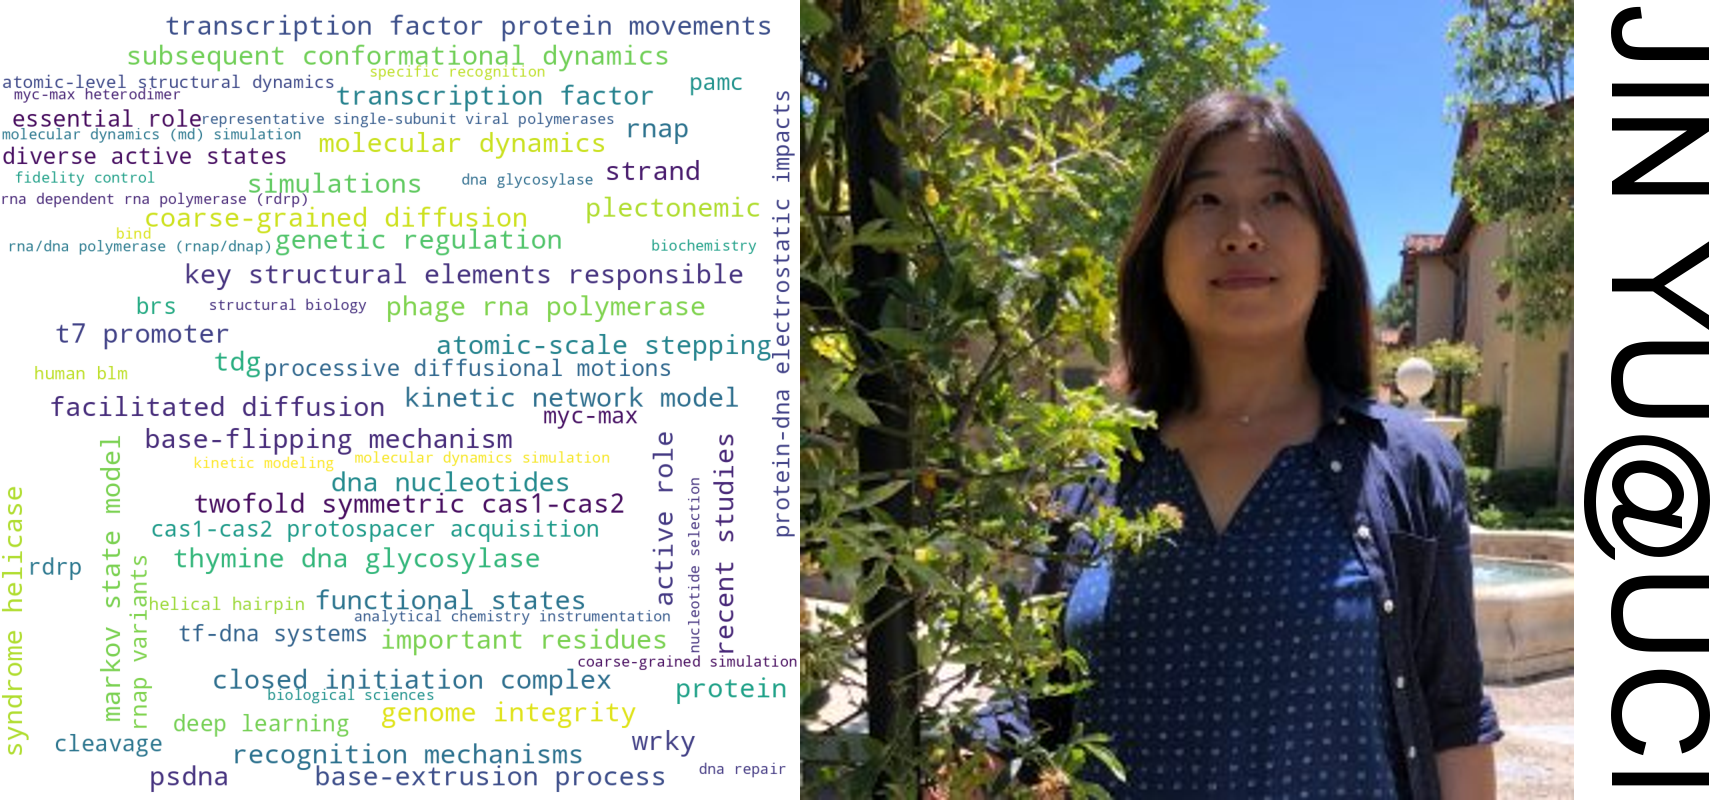 transcription factor protein movements
subsequent conformational dynamics
specific recognition
atomic-level structural dynamics
pamc
myc-max heterodimer
transcription factor
essential role
representative single-subunit viral polymerases
rnap
molecular dynamics (md) simulation
molecular dynamics
diverse active states
strand
fidelity control
simulations
dna glycosylase
rna dependent rna polymerase (rdrp)
coarse-grained diffusion
plectonemic
bind
rna/dna polymerase (rnap/dnap)
genetic regulation
biochemistry
key structural elements responsible
brs
structural biology
phage rna polymerase
t7 promoter
atomic-scale stepping
tdg
processive diffusional motions
human blm
kinetic network model
facilitated diffusion
myc-max
base-flipping mechanism
kinetic modeling
molecular dynamics simulation
dna nucleotides
twofold symmetric cas1-cas2
cas1-cas2 protospacer acquisition
thymine dna glycosylase
rdrp
helical hairpin
functional states
analytical chemistry instrumentation
tf-dna systems
important residues
coarse-grained simulation
closed initiation complex
protein
biological sciences
genome integrity
deep learning
cleavage
wrky
recognition mechanisms
dna repair
psdna
base-extrusion process
syndrome helicase
markov state model
rnap variants
active role
nucleotide selection
recent studies
protein-dna electrostatic impacts
JIN YU@UCI